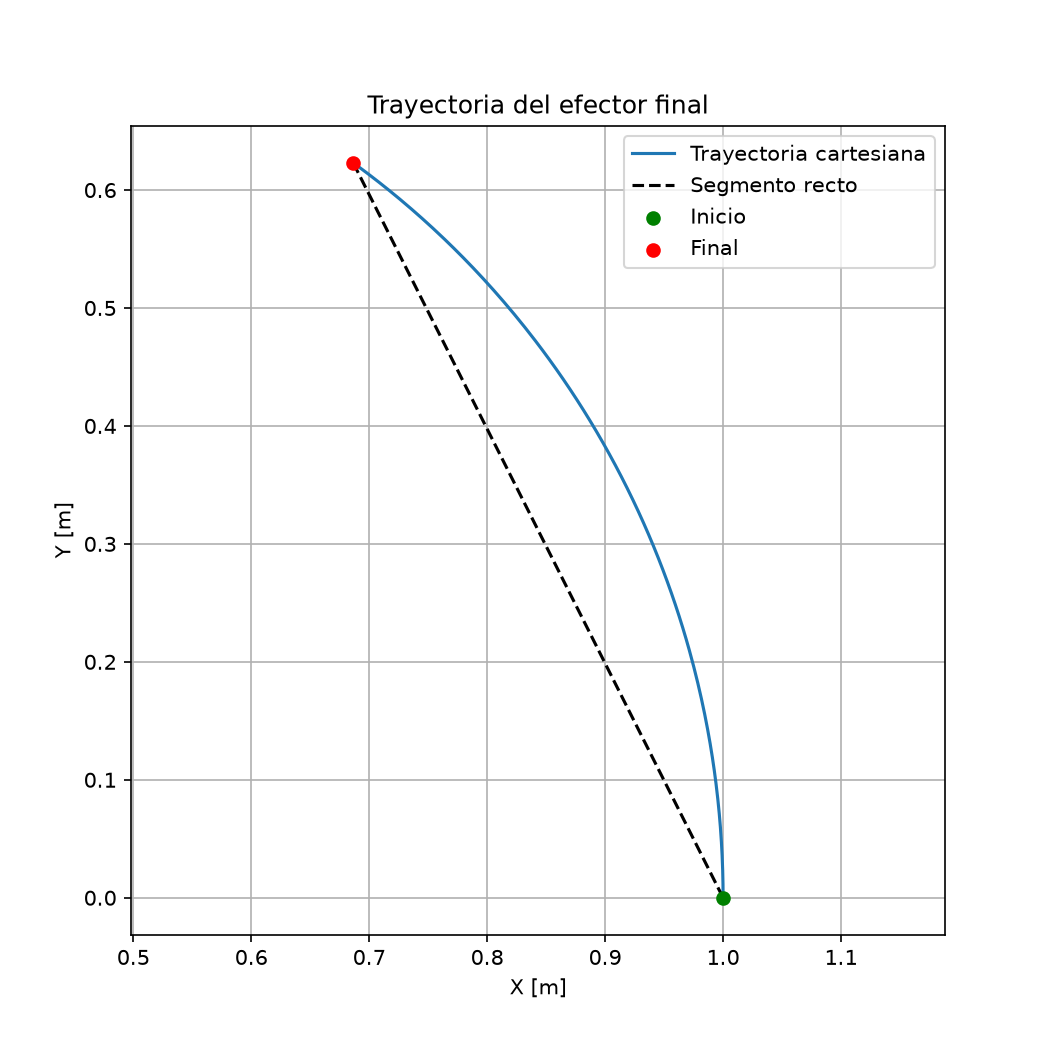 Trayectoria del efector final
Trayectoria cartesiana
Segmento recto
Inicio
Final
Y [m]
0.6
0.5
0.4
0.3
0.2
0.1
0.0
0.5 0.6 0.7 0.8 0.9 1.0 1.1
X [m]